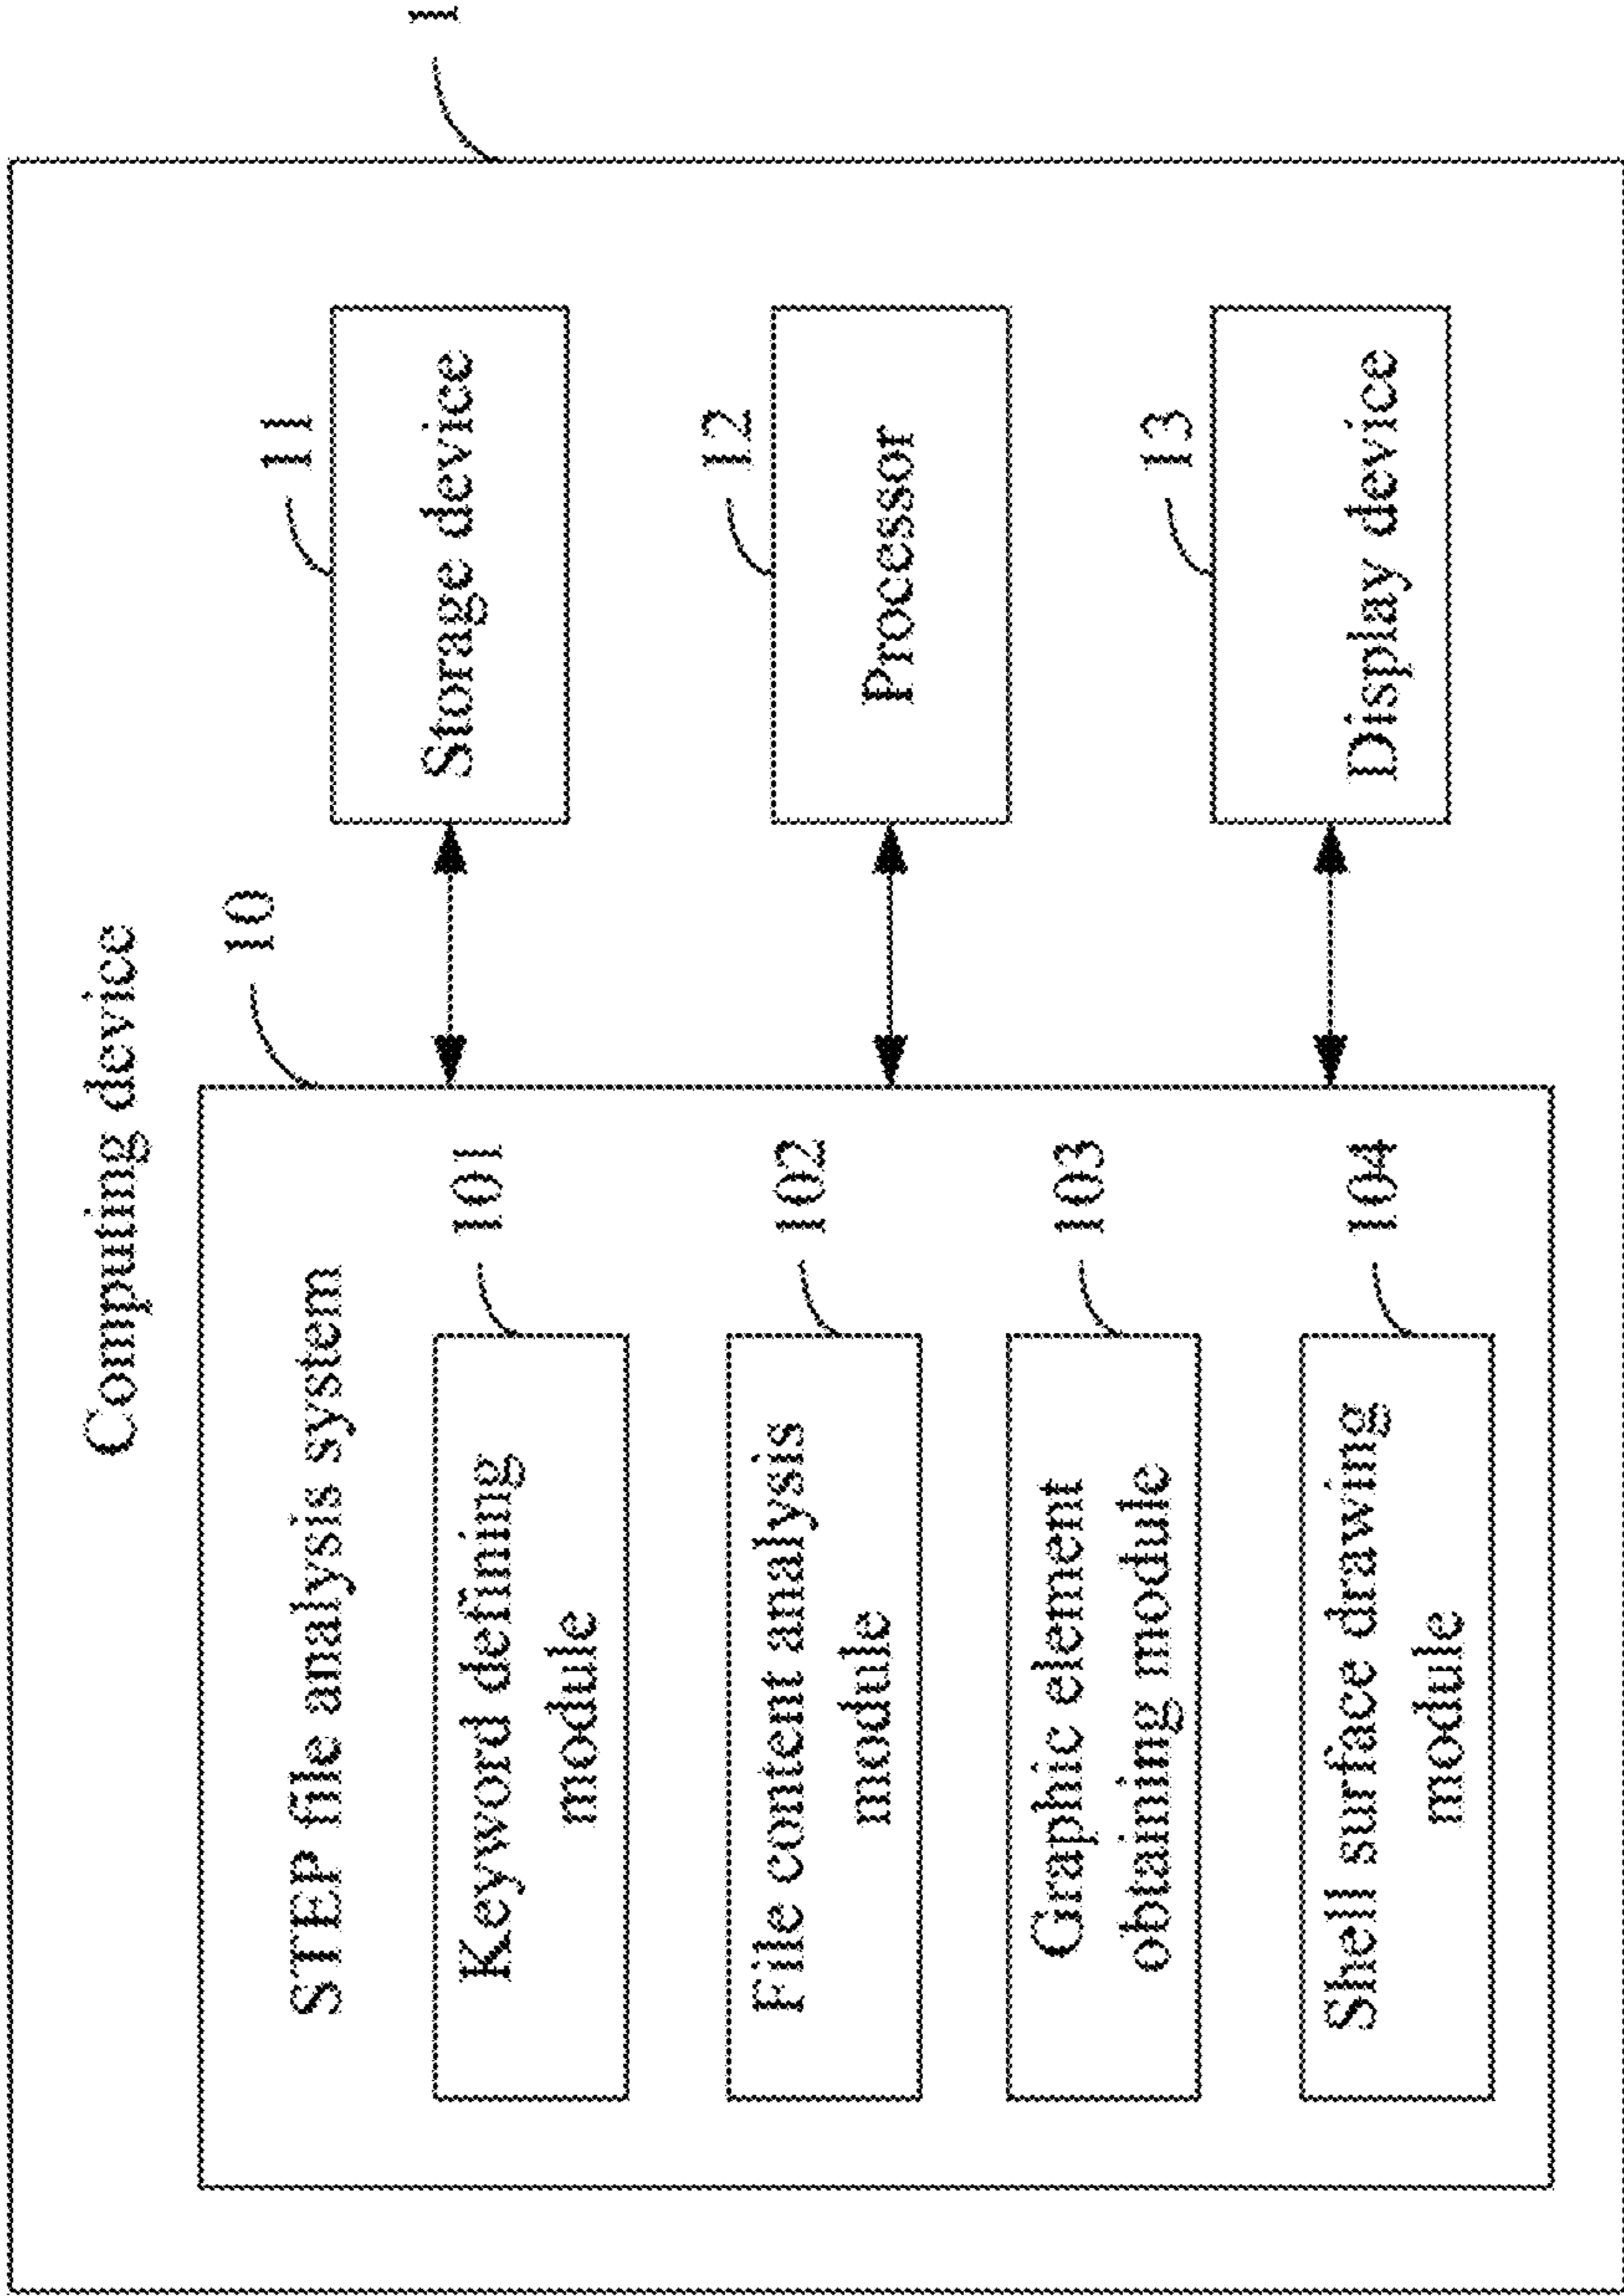 Computing device
1
10
STEP file analysis system
Keyword defining
module
101
File content analysis
module
102
Graphic element
obtaining module
103
Shell surface drawing
module
104
11
Storage device
12
Processor
13
Display device